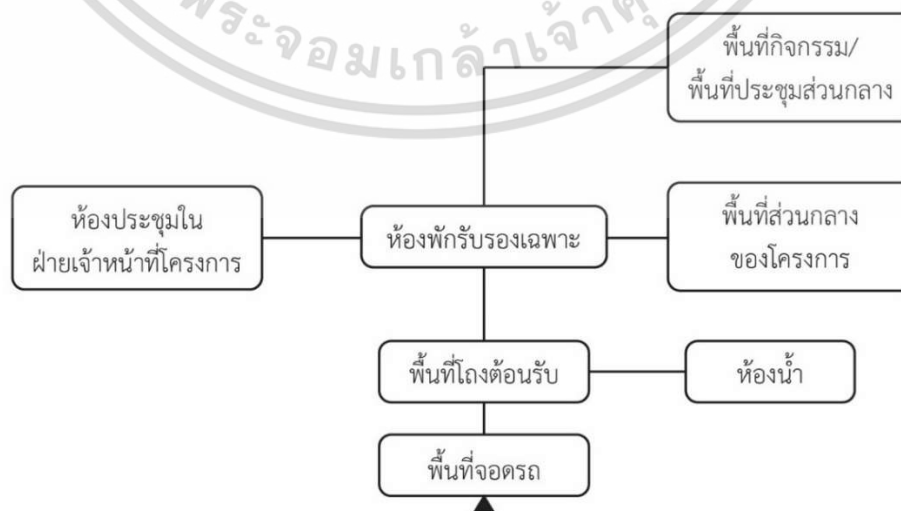 พระจอมเกล้าเจ้าคุ
พื้นที่กิจกรรม/
พื้นที่ประชุมส่วนกลาง
ห้องประชุมใน
ฝ่ายเจ้าหน้าที่โครงการ
ห้องพักรับรองเฉพาะ
พื้นที่ส่วนกลาง
ของโครงการ
พื้นที่โถงต้อนรับ
ห้องน้ำ
พื้นที่จอดรถ